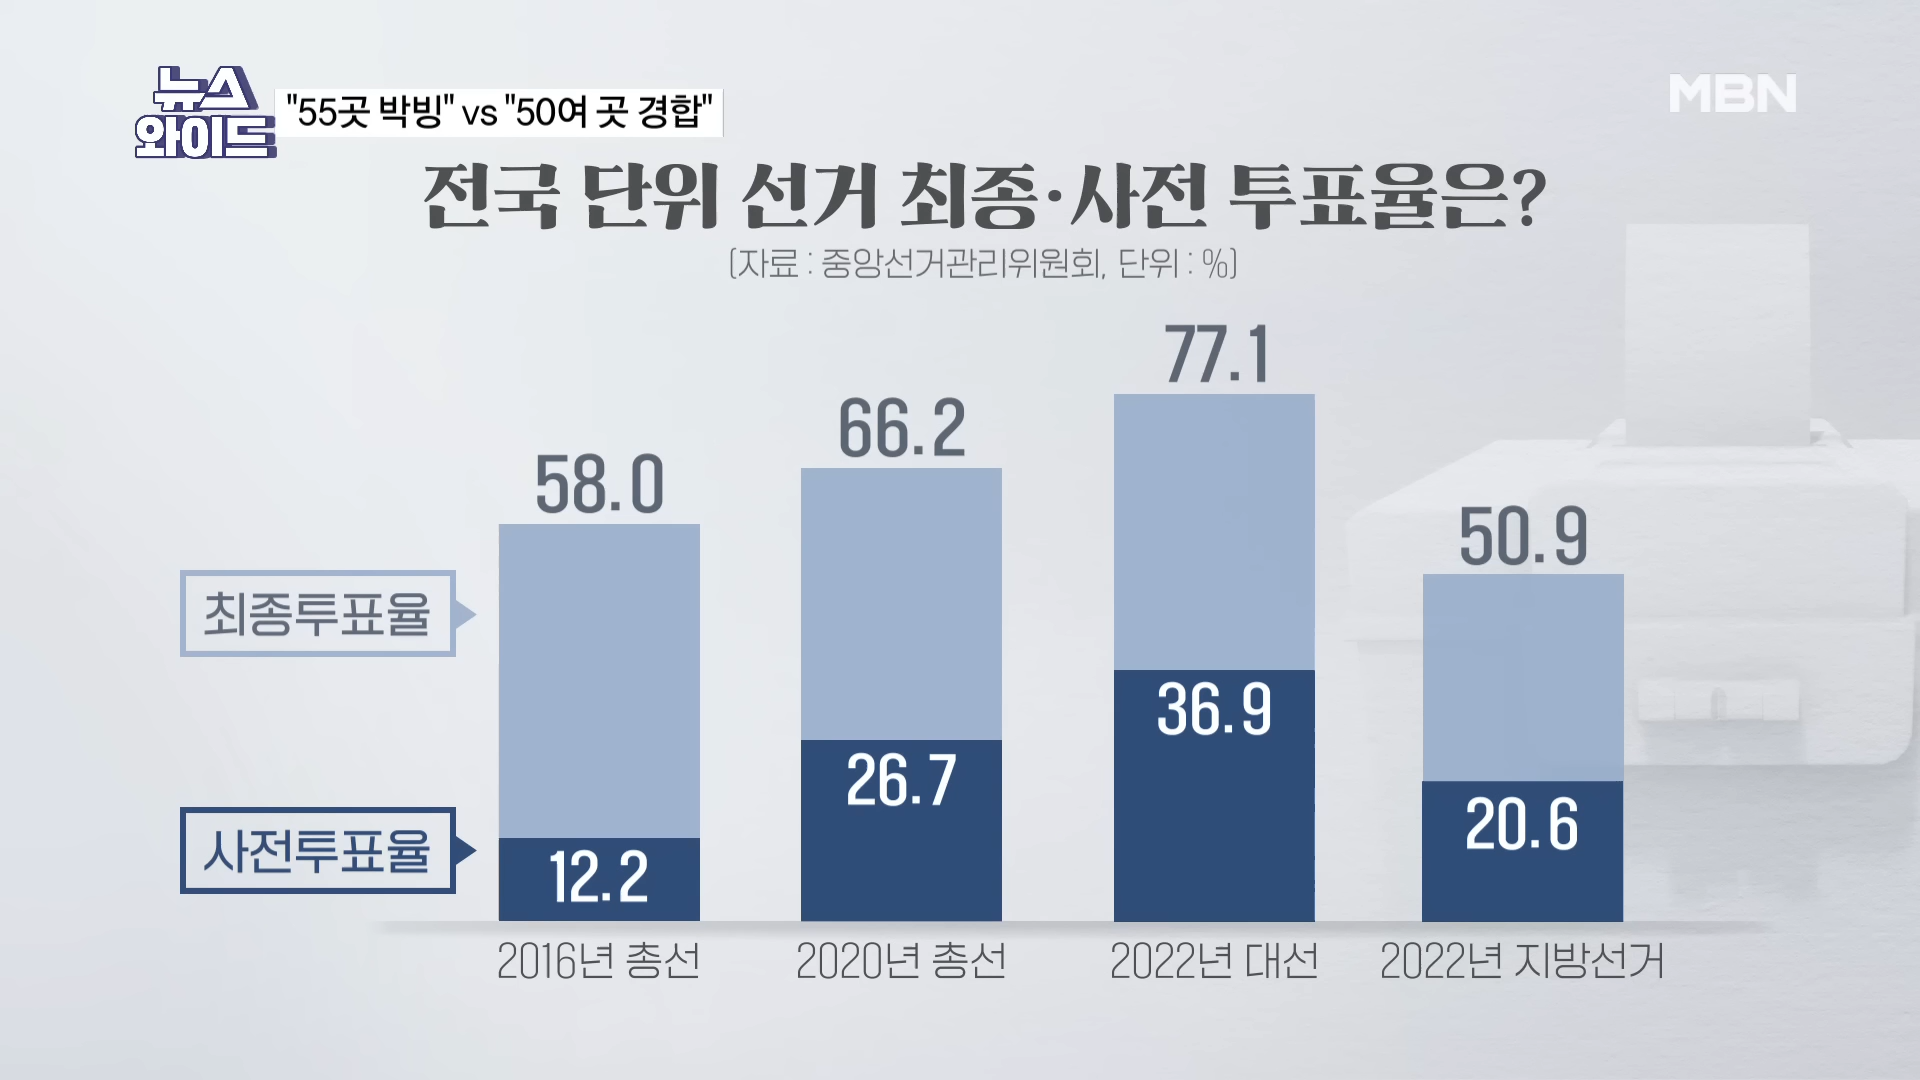 뉴스
와이드
"55곳 박빙" vs "50여 곳 경합"
MBN
전국 단위 선거 최종·사전 투표율은?
(자료 : 중앙선거관리위원회, 단위 : %)
58.0
66.2
77.1
50.9
최종투표율
사전투표율
12.2
26.7
36.9
20.6
2016년 총선
2020년 총선
2022년 대선
2022년 지방선거